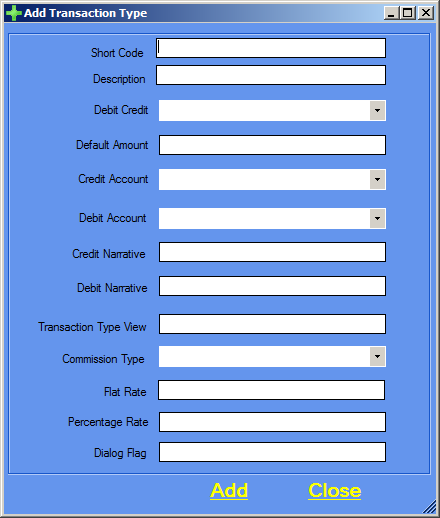 Add Transaction Type
Short Code
Description
Debit Credit
Default Amount
Credit Account
Debit Account
Credit Narrative
Debit Narrative
Transaction Type View
Commission Type
Flat Rate
Percentage Rate
Dialog Flag
Add Close